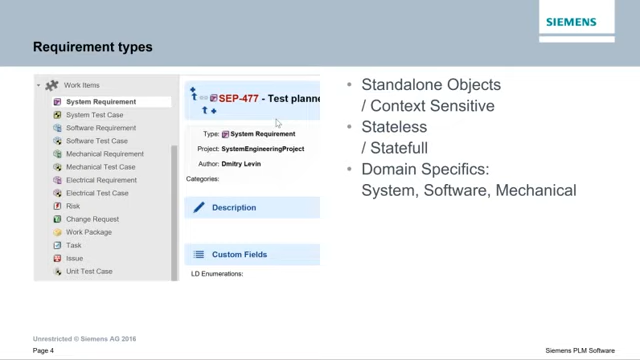 SIEMENS
Requirement types
Work Items
System Requirement
System Test Case
Software Requirement
Software Test Case
Mechanical Requirement
Mechanical Test Case
Electrical Requirement
Electrical Test Case
Risk
Change Request
Work Package
Task
Issue
Unit Test Case
SEP-477 - Test planne
Type: System Requirement
Project: SystemEngineeringProject
Author: Dmitry Levin
Categories:
Description
Custom Fields
LD Enumerations:
• Standalone Objects
/ Context Sensitive
• Stateless
/ Statefull
• Domain Specifics:
System, Software, Mechanical
Unrestricted © Siemens AG 2016
Page 4
Siemens PLM Software